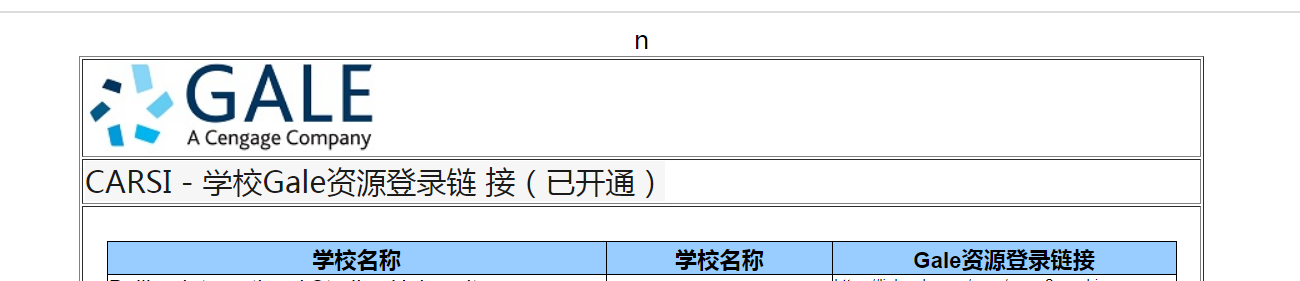 n
GALE
A Cengage Company
CARSI - 学校Gale资源登录链 接（已开通）
学校名称 学校名称 Gale资源登录链接